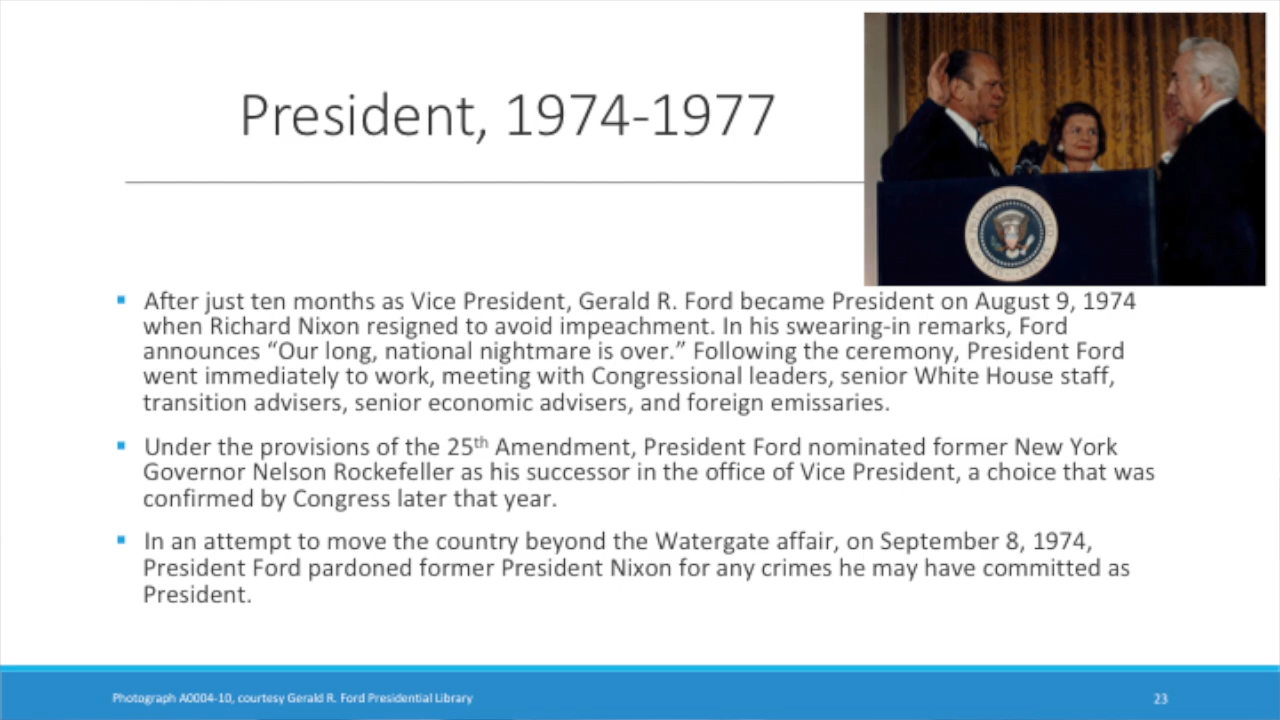 President, 1974-1977
▪ After just ten months as Vice President, Gerald R. Ford became President on August 9, 1974
when Richard Nixon resigned to avoid impeachment. In his swearing-in remarks, Ford
announces “Our long, national nightmare is over.” Following the ceremony, President Ford
went immediately to work, meeting with Congressional leaders, senior White House staff,
transition advisers, senior economic advisers, and foreign emissaries.
▪ Under the provisions of the 25th Amendment, President Ford nominated former New York
Governor Nelson Rockefeller as his successor in the office of Vice President, a choice that was
confirmed by Congress later that year.
▪ In an attempt to move the country beyond the Watergate affair, on September 8, 1974,
President Ford pardoned former President Nixon for any crimes he may have committed as
President.
Photograph A0004-10, courtesy Gerald R. Ford Presidential Library
23